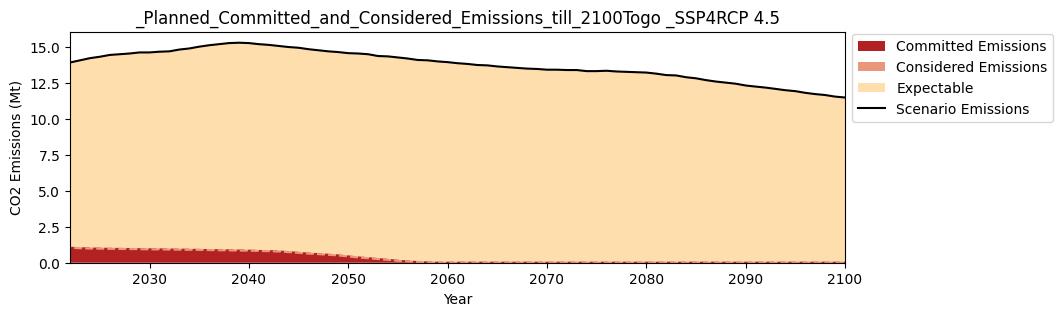 _Planned_Committed_and_Considered_Emissions_till_2100Togo _SSP4RCP 4.5
CO2 Emissions (Mt)
15.0
12.5
10.0
7.5
5.0
2.5
0.0
2030 2040 2050 2060 2070 2080 2090 2100
Year
Committed Emissions
Considered Emissions
Expectable
Scenario Emissions